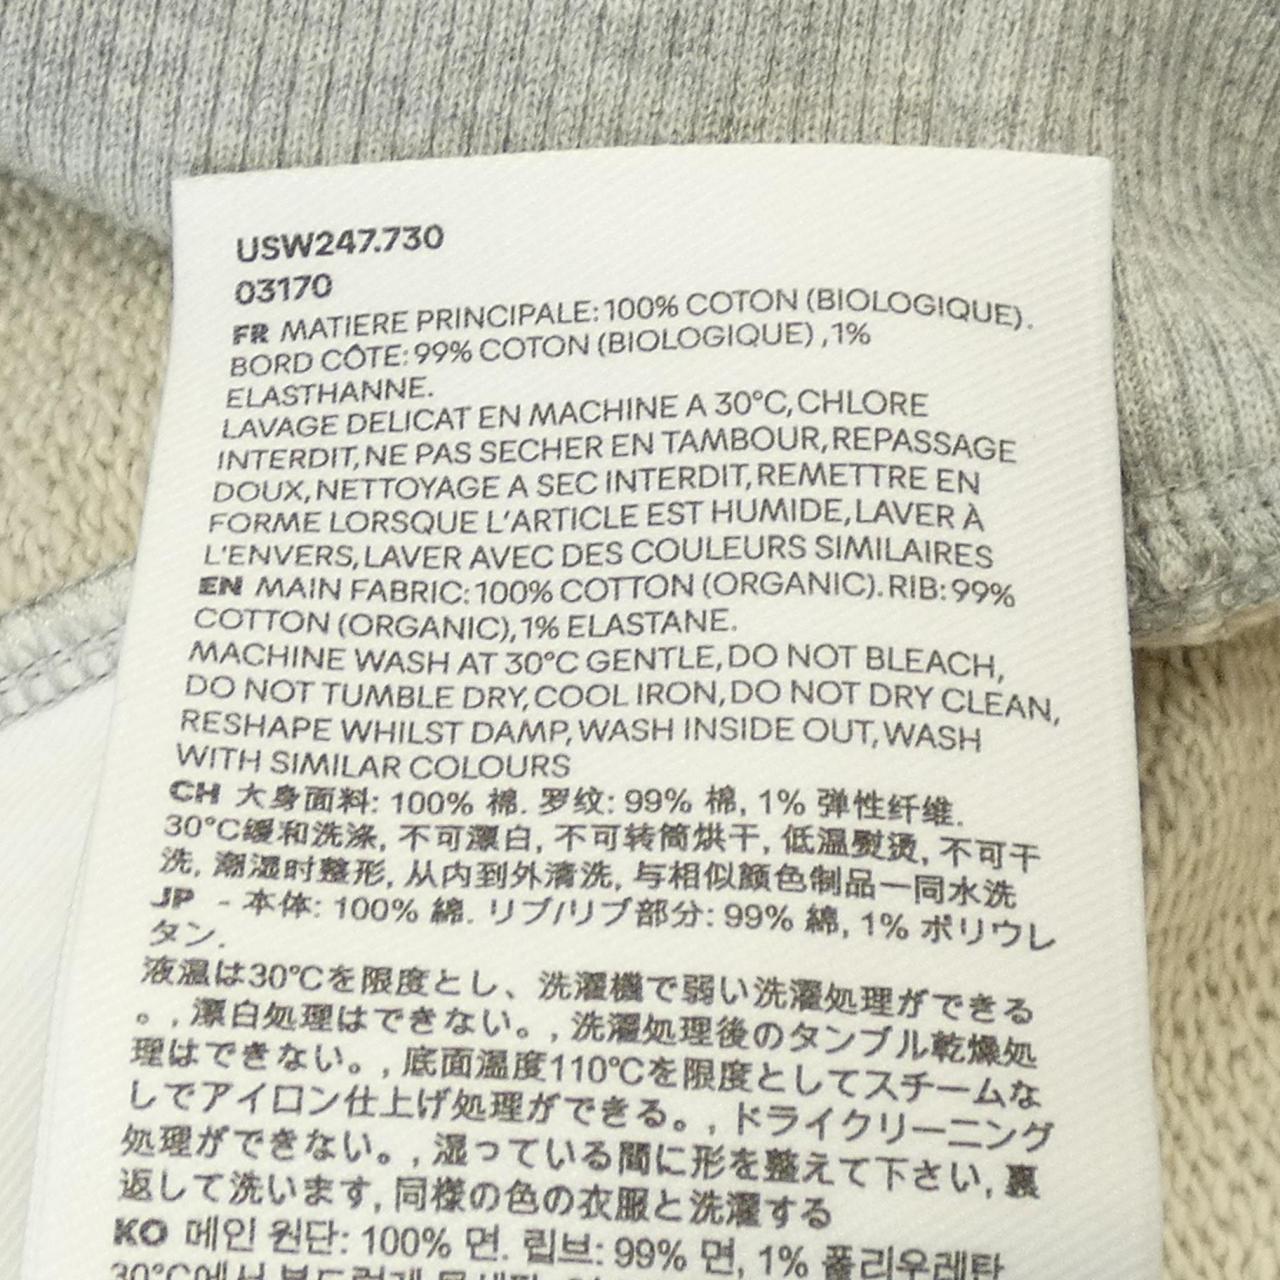 USW247.730
03170
FR MATIERE PRINCIPALE: 100% COTON (BIOLOGIQUE).
BORD CÔTE: 99% COTON (BIOLOGIQUE) , 1%
ELASTHANNE.
LAVAGE DELICAT EN MACHINE A 30°C, CHLORE
INTERDIT, NE PAS SECHER EN TAMBOUR, REPASSAGE
DOUX, NETTOYAGE A SEC INTERDIT, REMETTRE EN
FORME LORSQUE L'ARTICLE EST HUMIDE, LAVER À
L'ENVERS, LAVER AVEC DES COULEURS SIMILAIRES
EN MAIN FABRIC: 100% COTTON (ORGANIC). RIB: 99%
COTTON (ORGANIC), 1% ELASTANE.
MACHINE WASH AT 30°C GENTLE, DO NOT BLEACH,
DO NOT TUMBLE DRY, COOL IRON, DO NOT DRY CLEAN,
RESHAPE WHILST DAMP, WASH INSIDE OUT, WASH
WITH SIMILAR COLOURS
CH 大身面料: 100% 棉. 罗纹: 99% 棉, 1% 弹性纤维.
30°C缓和洗涤, 不可漂白, 不可转筒烘干, 低温熨烫, 不可干
洗, 潮湿时整形, 从内到外清洗, 与相似颜色制品一同水洗
JP - 本体: 100% 綿. リブ/リブ部分: 99% 綿, 1% ポリウレ
タン.
液温は30℃を限度とし、洗濯機で弱い洗濯処理ができる
。, 漂白処理はできない。, 洗濯処理後のタンブル乾燥処
理はできない。, 底面温度110℃を限度としてスチームな
しでアイロン仕上げ処理ができる。, ドライクリーニング
処理ができない。, 湿っている間に形を整えて下さい, 裏
返して洗います, 同様の色の衣服と洗濯する
KO 메인 원단: 100% 면. 립브: 99% 면, 1% 폴리우레탄
30°C에서